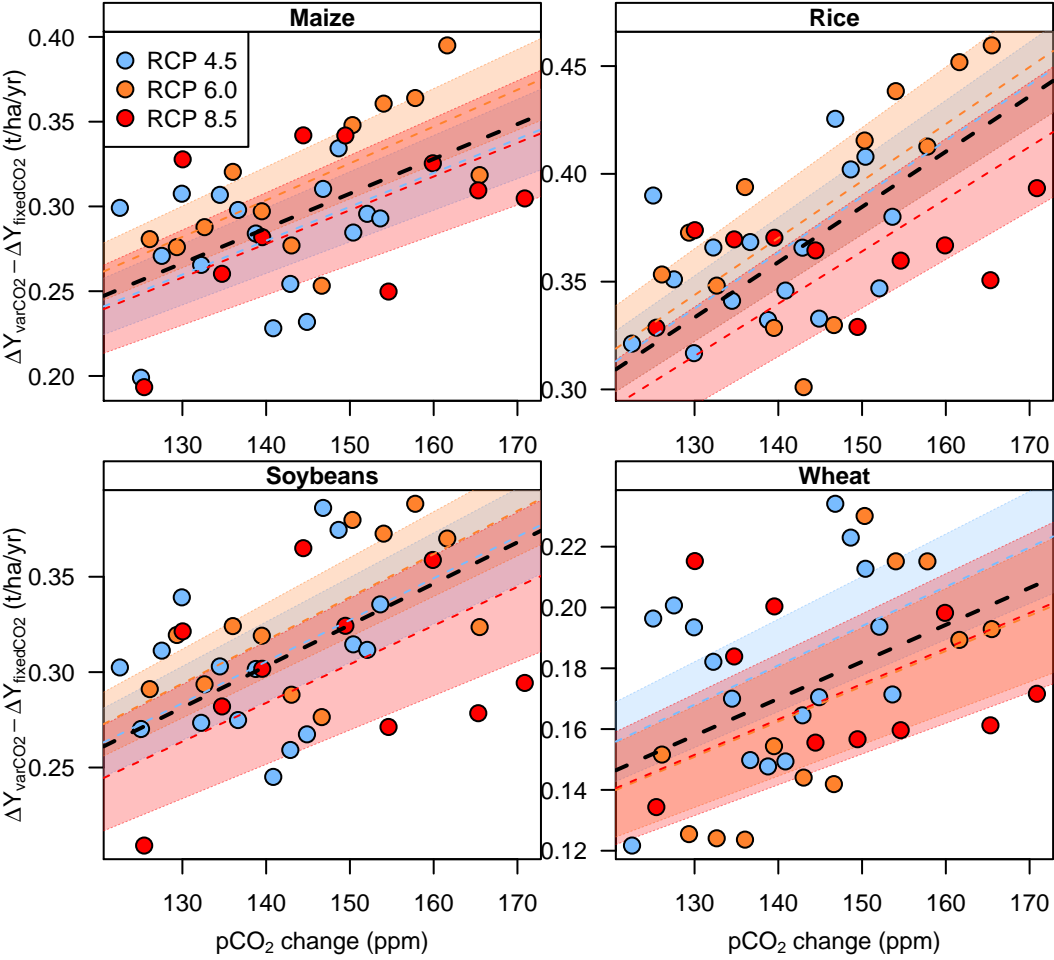 Maize
Rice
RCP 4.5
RCP 6.0
RCP 8.5
ΔY_varCO2 − ΔY_fixedCO2 (t/ha/yr)
0.40
0.35
0.30
0.25
0.20
130 140 150 160 170
0.45
0.40
0.35
0.30
130 140 150 160 170
Soybeans
Wheat
ΔY_varCO2 − ΔY_fixedCO2 (t/ha/yr)
0.35
0.30
0.25
130 140 150 160 170
pCO₂ change (ppm)
0.22
0.20
0.18
0.16
0.14
0.12
130 140 150 160 170
pCO₂ change (ppm)